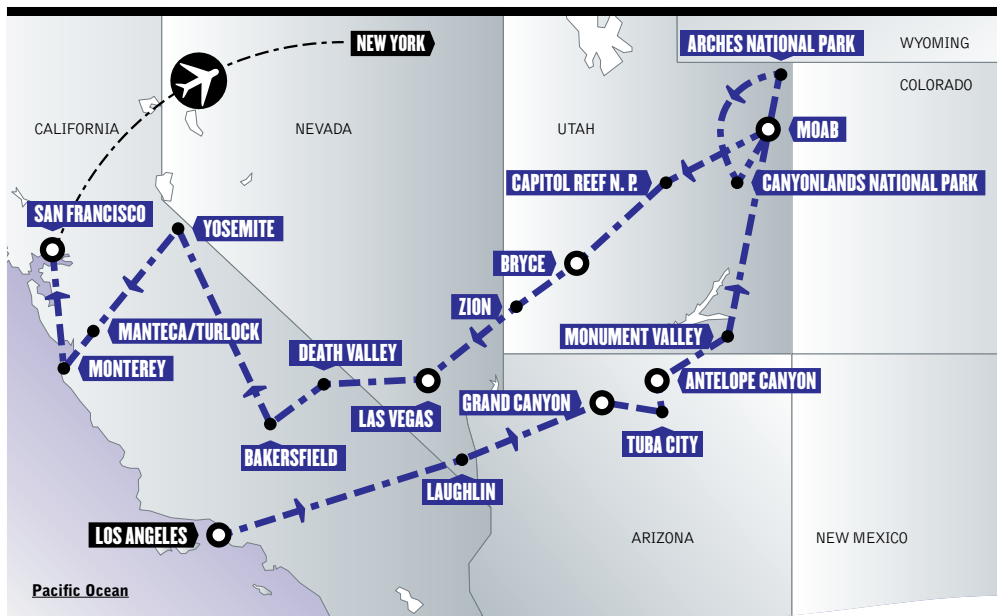 NEW YORK
ARCHES NATIONAL PARK
WYOMING
COLORADO
CALIFORNIA
NEVADA
UTAH
MOAB
CAPITOL REEF N. P.
CANYONLANDS NATIONAL PARK
SAN FRANCISCO
YOSEMITE
BRYCE
ZION
MANTECA/TURLOCK
MONUMENT VALLEY
DEATH VALLEY
MONTEREY
ANTELOPE CANYON
GRAND CANYON
LAS VEGAS
TUBA CITY
BAKERSFIELD
LAUGHLIN
LOS ANGELES
ARIZONA
NEW MEXICO
Pacific Ocean